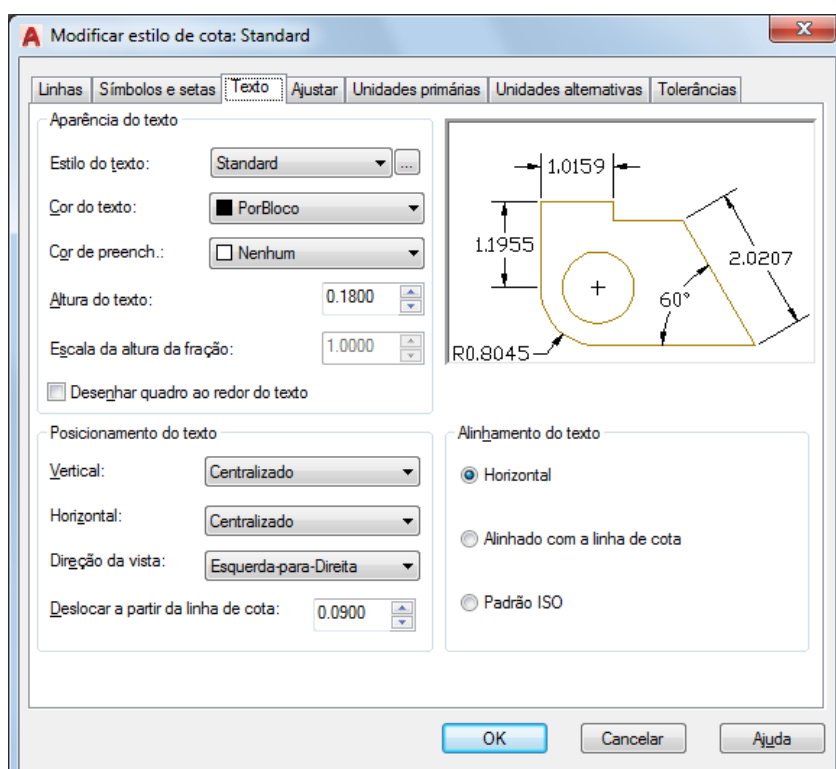 Modificar estilo de cota: Standard
Linhas Símbolos e setas Texto Ajustar Unidades primárias Unidades alternativas Tolerâncias
Aparência do texto
Estilo do texto: Standard ...
Cor do texto: PorBloco
Cor de preench.: Nenhum
Altura do texto: 0.1800
Escala da altura da fração: 1.0000
Desenhar quadro ao redor do texto
1.0159
1.1955
2.0207
60°
R0.8045
Posicionamento do texto
Vertical: Centralizado
Horizontal: Centralizado
Direção da vista: Esquerda-para-Direita
Deslocar a partir da linha de cota: 0.0900
Alinhamento do texto
Horizontal
Alinhado com a linha de cota
Padrão ISO
OK Cancelar Ajuda